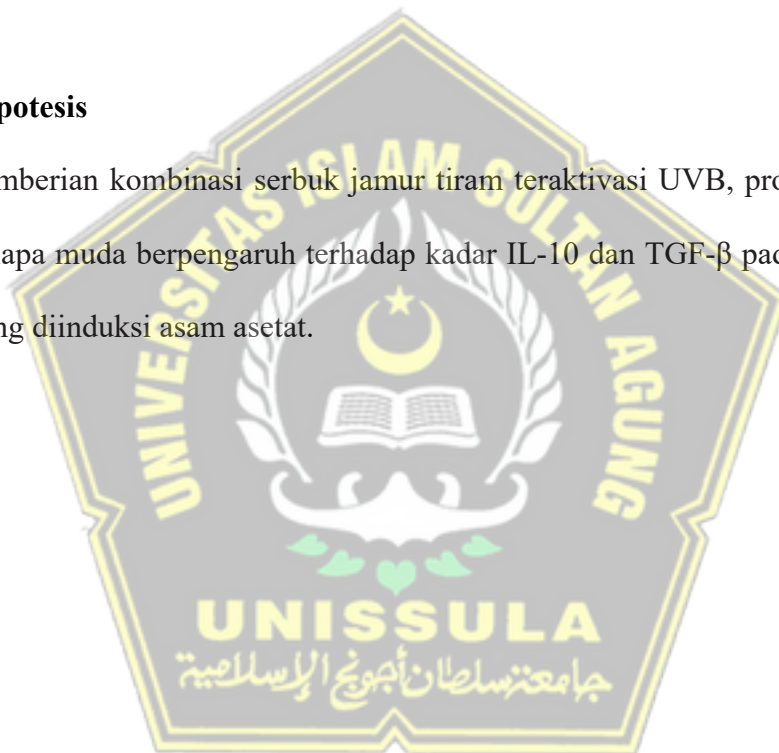 potesis
mberian kombinasi serbuk jamur tiram teraktivasi UVB, pro
apa muda berpengaruh terhadap kadar IL-10 dan TGF-β pad
ng diinduksi asam asetat.
UNIVERSITAS ISLAM SULTAN AGUNG
UNISSULA
جامعة سلطان أجونج الإسلامية